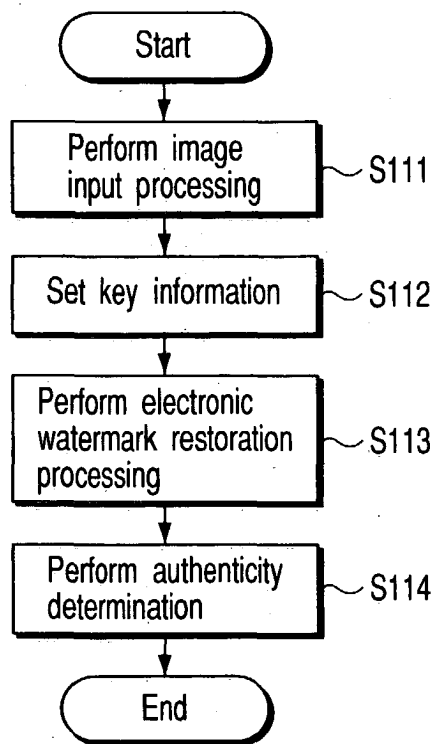 Start
Perform image
input processing
S111
Set key information
S112
Perform electronic
watermark restoration
processing
S113
Perform authenticity
determination
S114
End